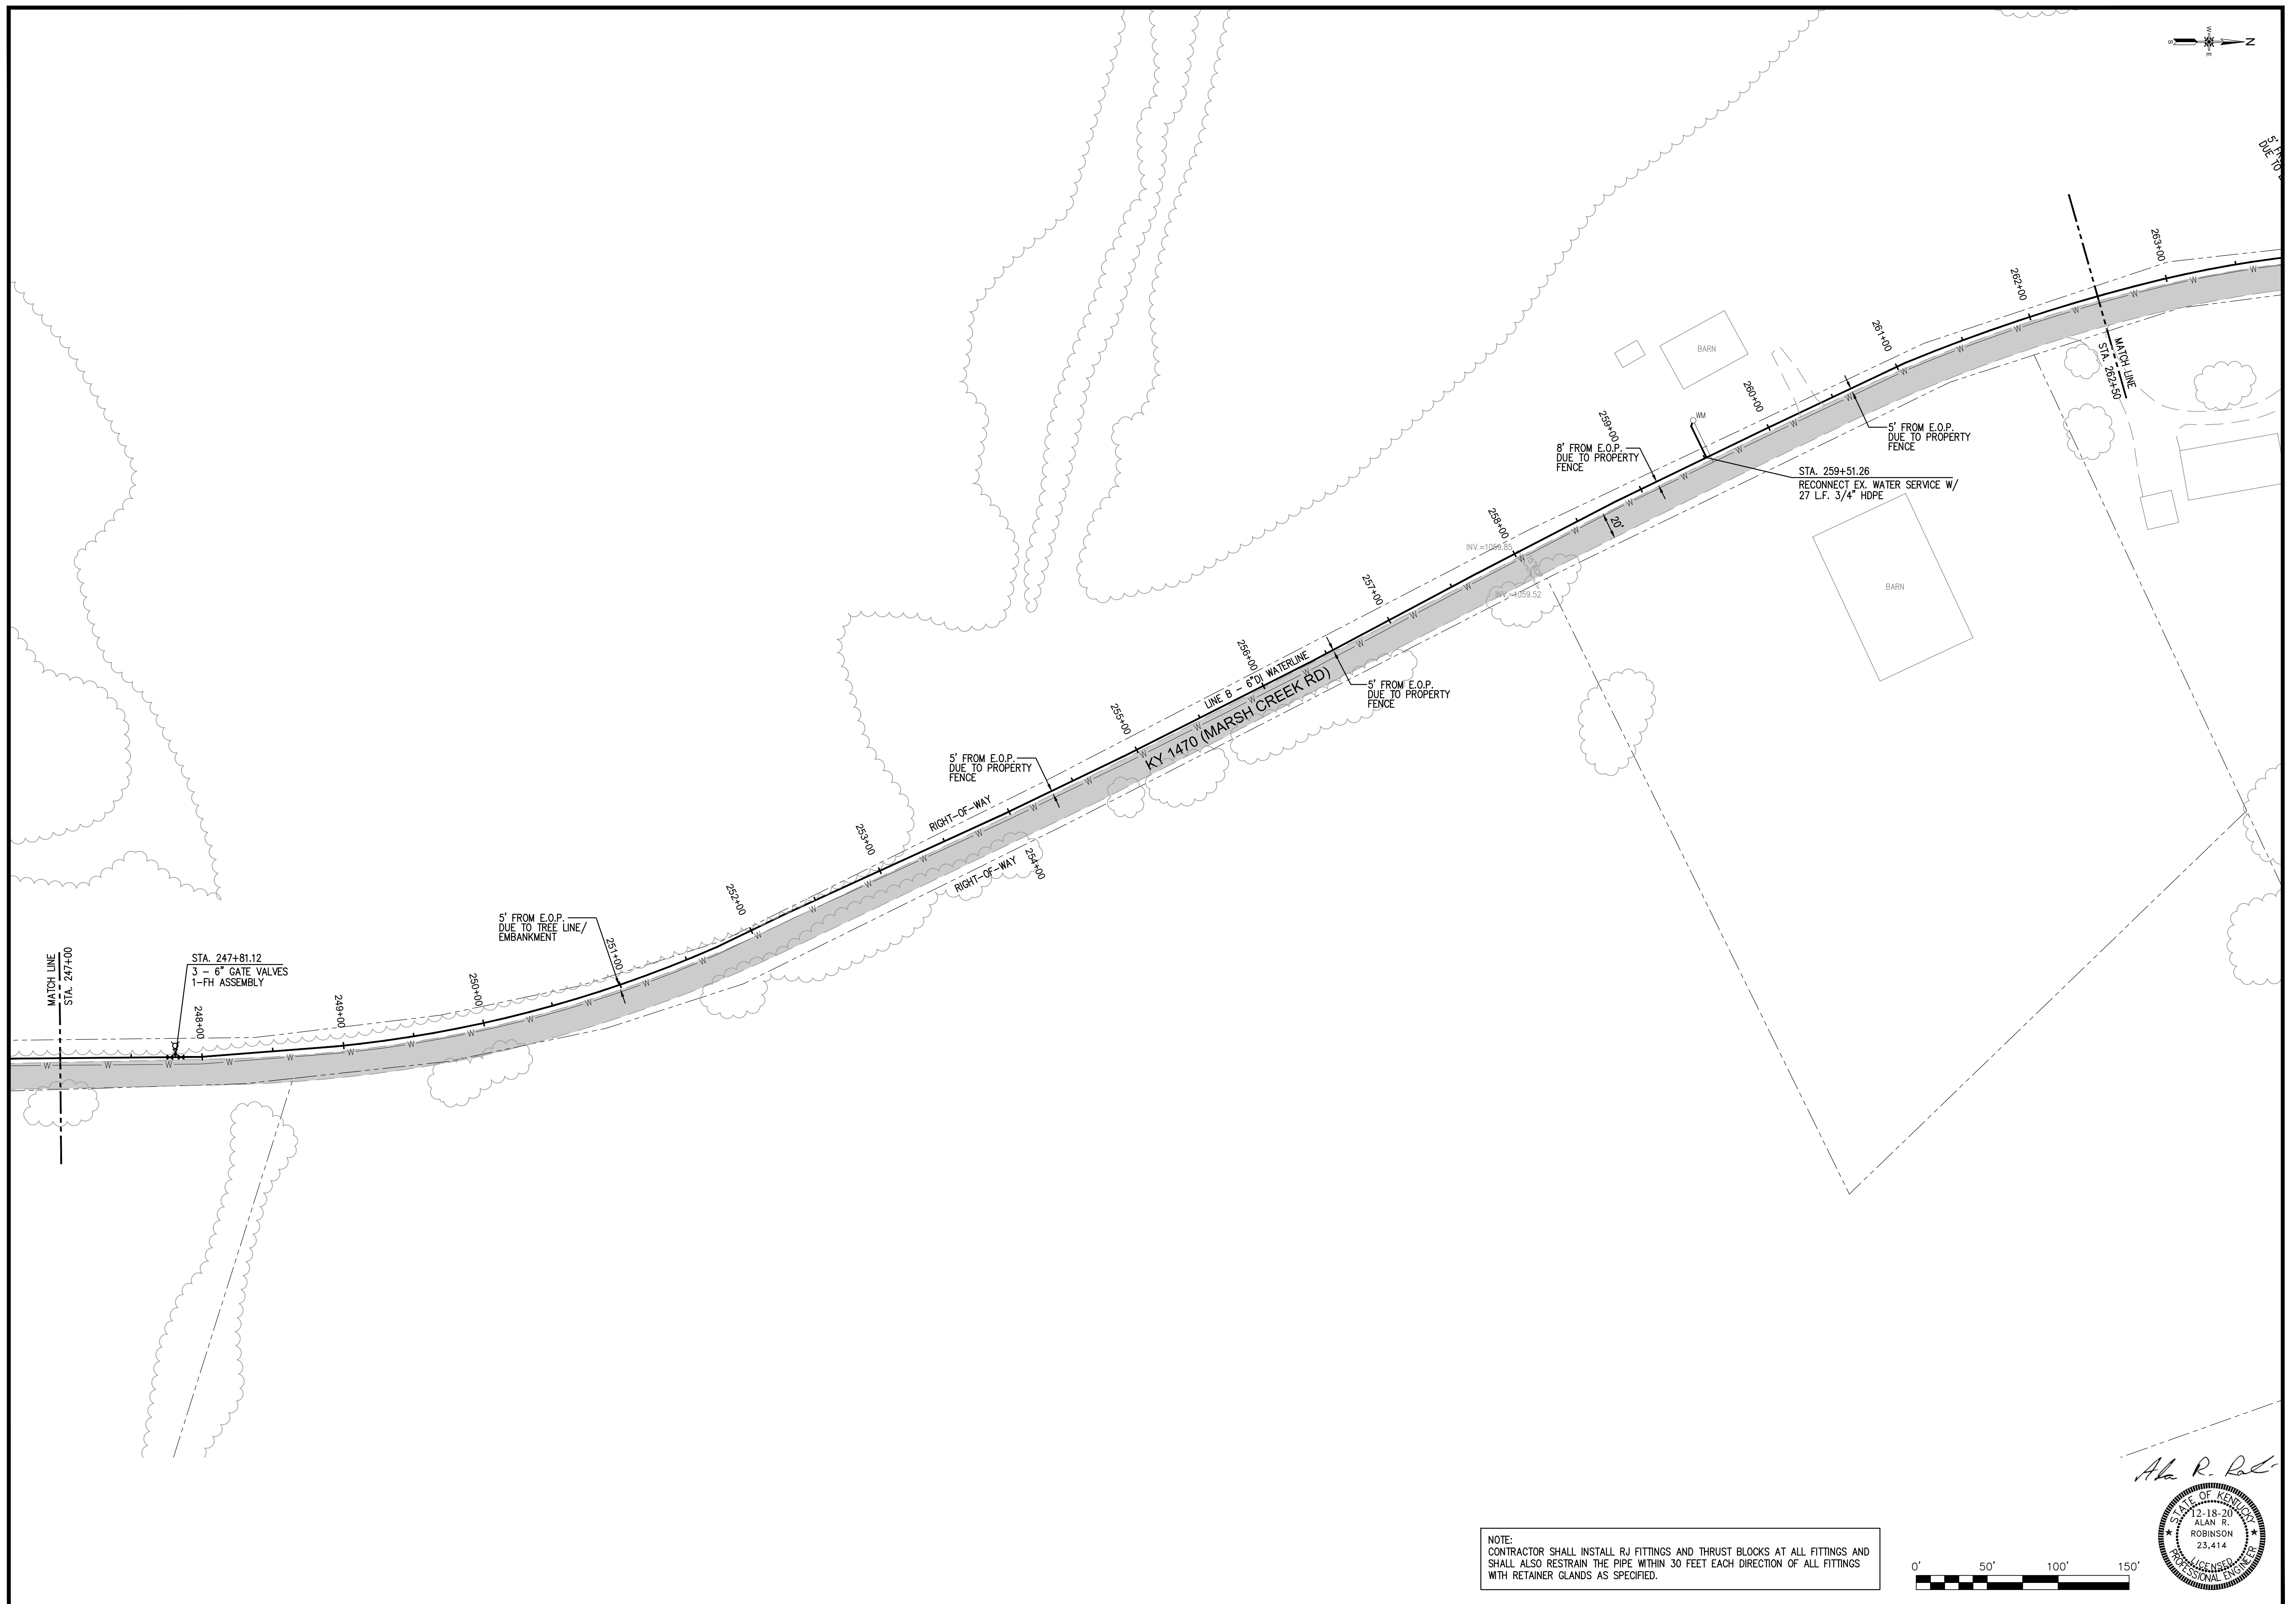 W
E
S
N
5' FR
DUE TO
263+00
262+00
MATCH LINE
STA. 262+50
261+00
BARN
260+00
WM
259+00
8' FROM E.O.P.
DUE TO PROPERTY
FENCE
5' FROM E.O.P.
DUE TO PROPERTY
FENCE
STA. 259+51.26
RECONNECT EX. WATER SERVICE W/
27 L.F. 3/4" HDPE
258+00
20'
INV.=1059.85
INV.=1059.52
BARN
257+00
256+00
LINE B - 6"DI WATERLINE
KY 1470 (MARSH CREEK RD)
5' FROM E.O.P.
DUE TO PROPERTY
FENCE
255+00
5' FROM E.O.P.
DUE TO PROPERTY
FENCE
RIGHT-OF-WAY
253+00
RIGHT-OF-WAY
254+00
252+00
5' FROM E.O.P.
DUE TO TREE LINE/
EMBANKMENT
251+00
250+00
249+00
248+00
MATCH LINE
STA. 247+00
STA. 247+81.12
3 - 6" GATE VALVES
1-FH ASSEMBLY
W W W W W W W W W W W W W W W W W W W W W W W W W W W W W W W W W W W W W W W W
NOTE:
CONTRACTOR SHALL INSTALL RJ FITTINGS AND THRUST BLOCKS AT ALL FITTINGS AND
SHALL ALSO RESTRAIN THE PIPE WITHIN 30 FEET EACH DIRECTION OF ALL FITTINGS
WITH RETAINER GLANDS AS SPECIFIED.
0' 50' 100' 150'
STATE OF KENTUCKY
12-18-20
ALAN R.
ROBINSON
23,414
LICENSED
PROFESSIONAL ENGINEER